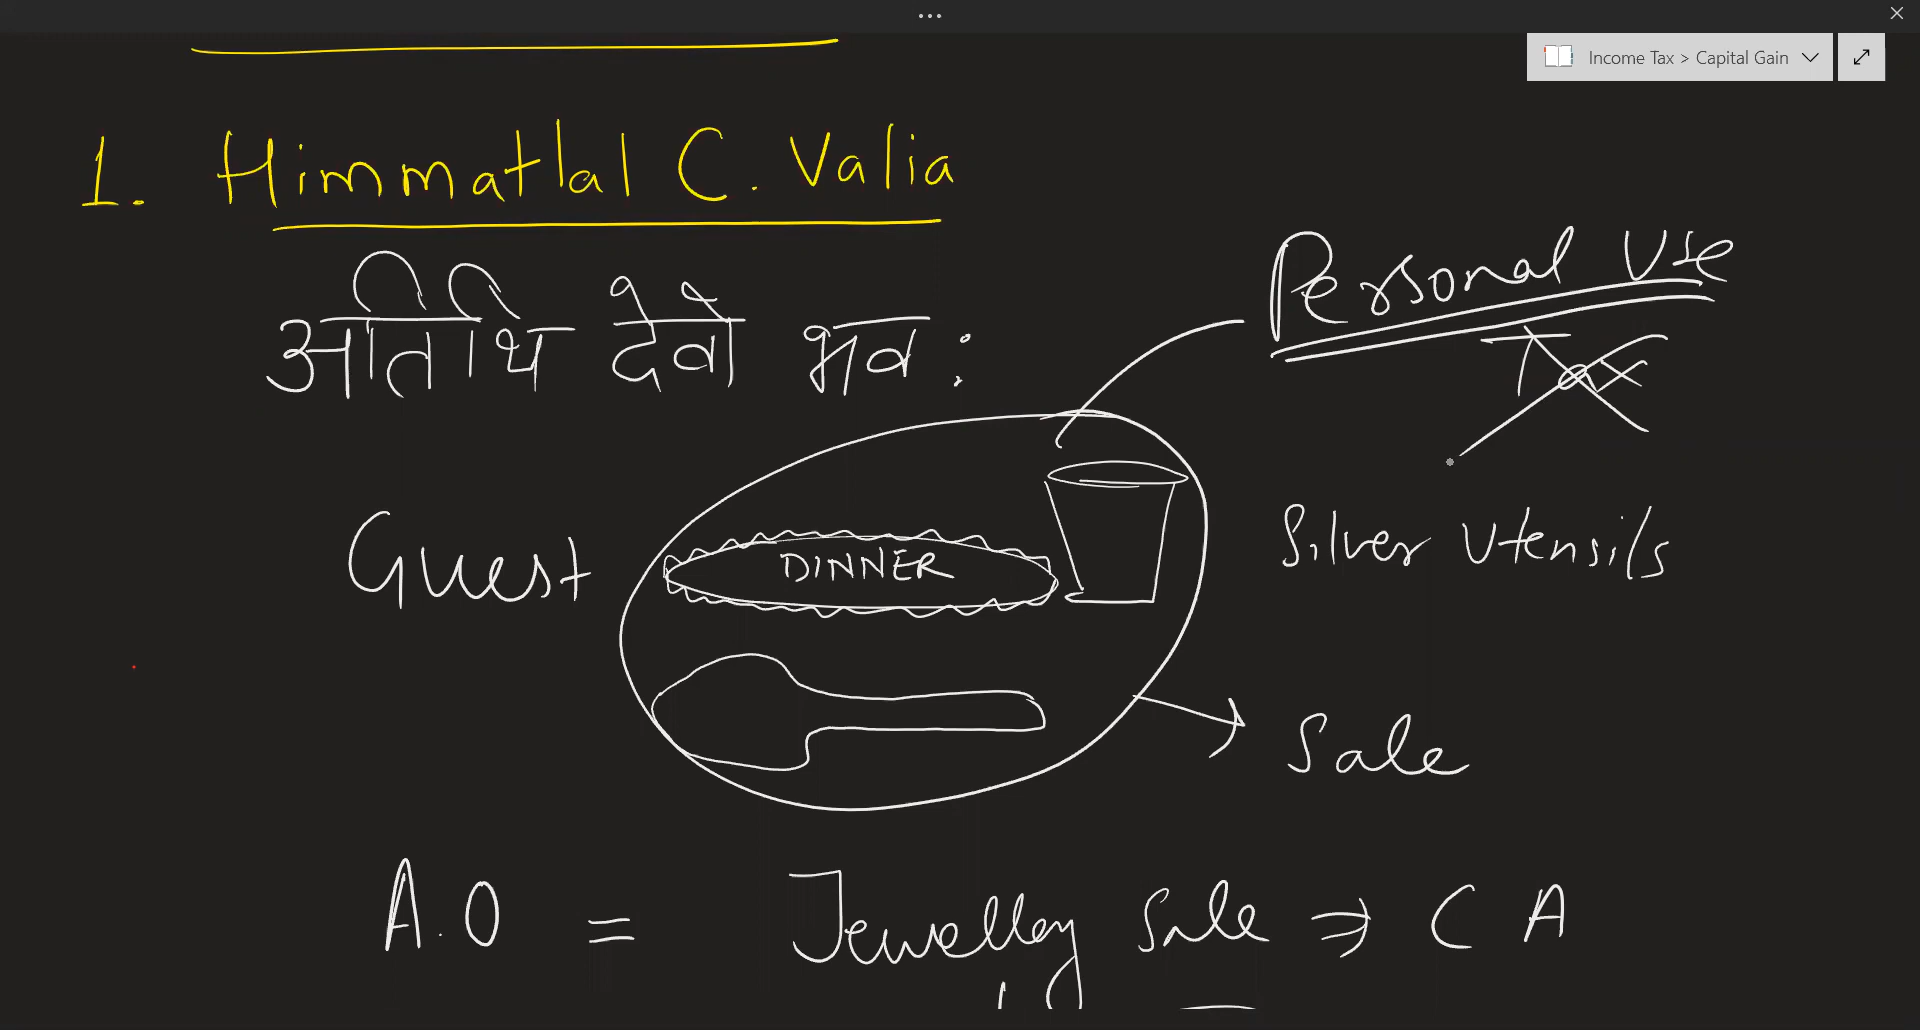 Income Tax > Capital Gain
1. Himmatlal C. Valia
अतिथि देवो भव:
Personal Use
Tax
Guest
DINNER
Silver Utensils
Sale
A.O = Jewellery Sale ⇒ C A